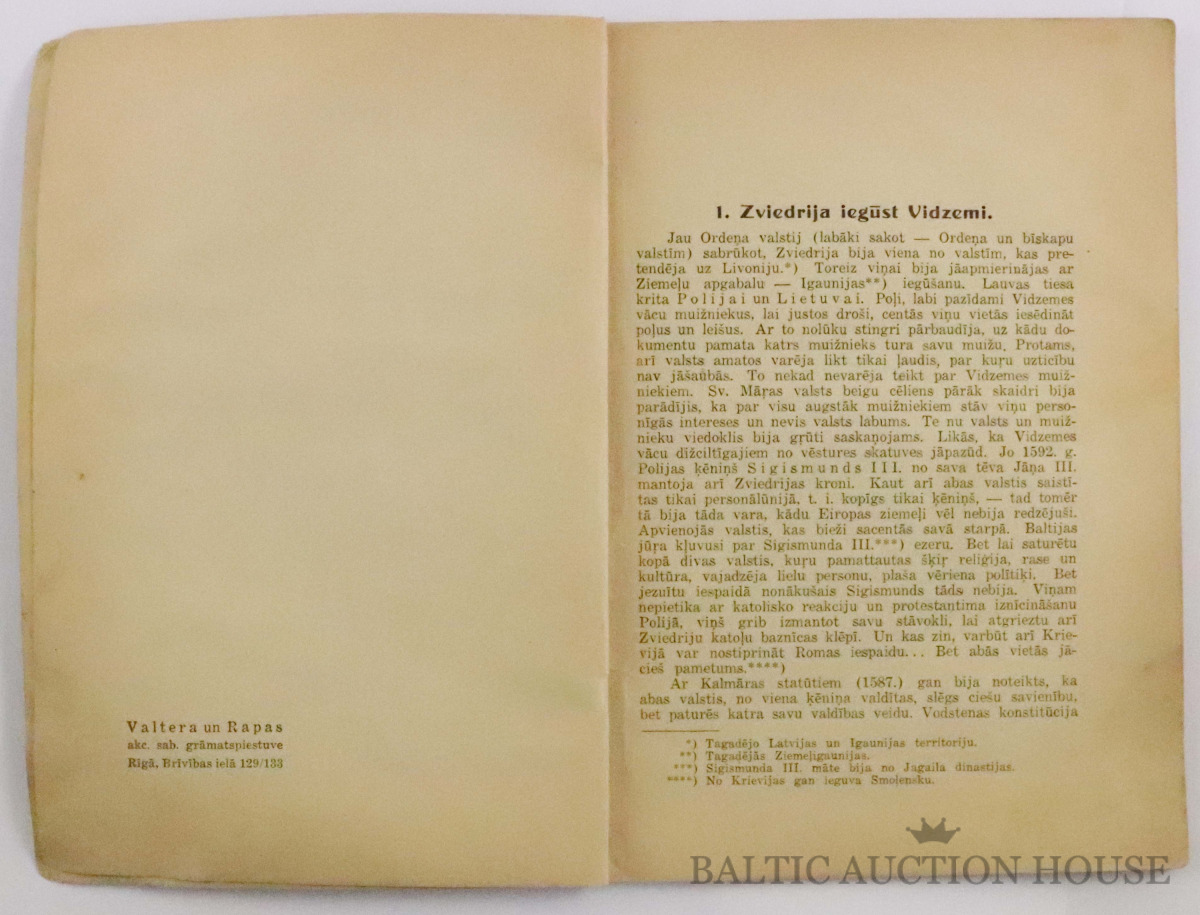 Valtera un Rapas
akc. sab. grāmatspiestuve
Rīgā, Brīvības ielā 129/133
1. Zviedrija iegūst Vidzemi.
Jau Ordeņa valstij (labāki sakot — Ordeņa un bīskapu
valstīm) sabrūkot, Zviedrija bija viena no valstīm, kas pre-
tendēja uz Livoniju.*) Toreiz viņai bija jāapmierinājas ar
Ziemeļu apgabalu — Igaunijas**) iegūšanu. Lauvas tiesa
krita Polijai un Lietuvai. Poļi, labi pazīdami Vidzemes
vācu muižniekus, lai justos droši, centās viņu vietās iesēdināt
poļus un leišus. Ar to nolūku stingri pārbaudīja, uz kādu do-
kumentu pamata katrs muižnieks tura savu muižu. Protams,
arī valsts amatos varēja likt tikai ļaudis, par kuŗu uzticību
nav jāšaubās. To nekad nevarēja teikt par Vidzemes muiž-
niekiem. Sv. Māŗas valsts beigu cēliens pārāk skaidri bija
parādījis, ka par visu augstāk muižniekiem stāv viņu perso-
nīgās intereses un nevis valsts labums. Te nu valsts un muiž-
nieku viedoklis bija gŗūti saskaņojams. Likās, ka Vidzemes
vācu dižciltīgajiem no vēstures skatuves jāpazūd. Jo 1592. g.
Polijas ķēniņš Sigismunds III. no sava tēva Jāņa III.
mantoja arī Zviedrijas kroni. Kaut arī abas valstis saistī-
tas tikai personālūnijā, t. i. kopīgs tikai ķēniņš, — tad tomēr
tā bija tāda vara, kādu Eiropas ziemeļi vēl nebija redzējuši.
Apvienojās valstis, kas bieži sacentās savā starpā. Baltijas
jūŗa kļuvusi par Sigismunda III.***) ezeru. Bet lai saturētu
kopā divas valstis, kuŗu pamattautas šķiŗ reliģija, rase un
kultūra, vajadzēja lielu personu, plaša vēriena polītiķi. Bet
jezuītu iespaidā nonākušais Sigismunds tāds nebija. Viņam
nepietika ar katolisko reakciju un protestantima iznīcināšanu
Polijā, viņš grib izmantot savu stāvokli, lai atgrieztu arī
Zviedriju katoļu baznīcas klēpī. Un kas zin, varbūt arī Krie-
vijā var nostiprināt Romas iespaidu... Bet abās vietās jā-
cieš pametums.****)
Ar Kalmāras statūtiem (1587.) gan bija noteikts, ka
abas valstis, no viena ķēniņa valdītas, slēgs ciešu savienību,
bet paturēs katra savu valdības veidu. Vodstenas konstitūcija
*) Tagadējo Latvijas un Igaunijas territoriju.
**) Tagadējās Ziemeļigaunijas.
***) Sigismunda III. māte bija no Jagaila dinastijas.
****) No Krievijas gan ieguva Smoļensku.
BALTIC AUCTION HOUSE